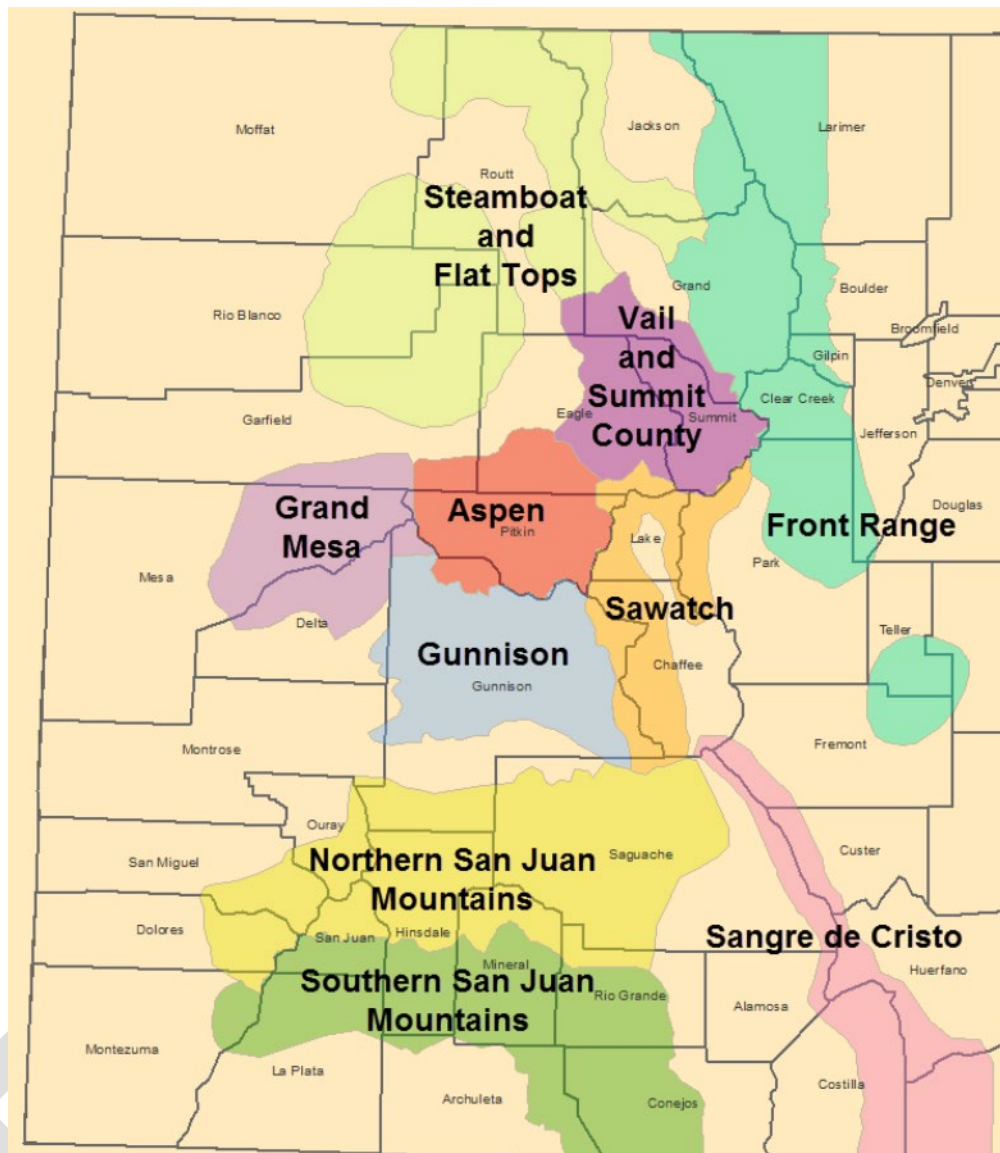 Moffat
Jackson
Larimer
Routt
Steamboat
and
Flat Tops
Rio Blanco
Grand
Boulder
Broomfield
Vail
and
Summit
County
Gilpin
Denver
Clear Creek
Garfield
Eagle
Summit
Jefferson
Grand
Mesa
Aspen
Pitkin
Front Range
Douglas
Lake
Park
Mesa
Delta
Sawatch
Teller
Gunnison
Gunnison
Chaffee
Montrose
Fremont
Ouray
San Miguel
Northern San Juan
Mountains
Saguache
Custer
Dolores
San Juan
Hinsdale
Sangre de Cristo
Mineral
Huerfano
Southern San Juan
Mountains
Rio Grande
Alamosa
Montezuma
La Plata
Archuleta
Conejos
Costilla